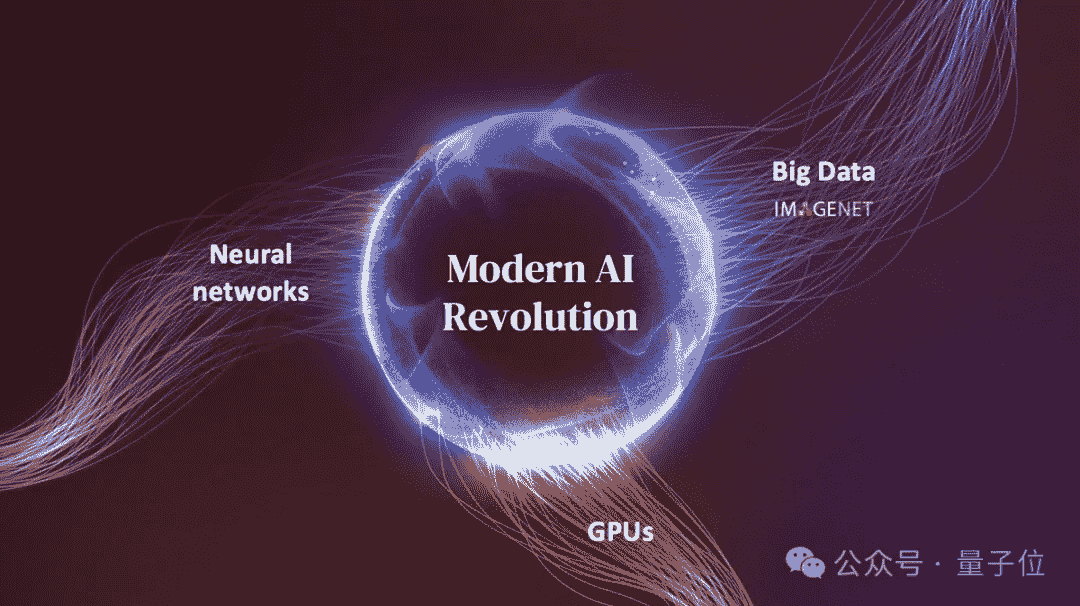 Big Data
IMAGENET
Neural
networks
Modern AI
Revolution
GPUs
公众号 · 量子位